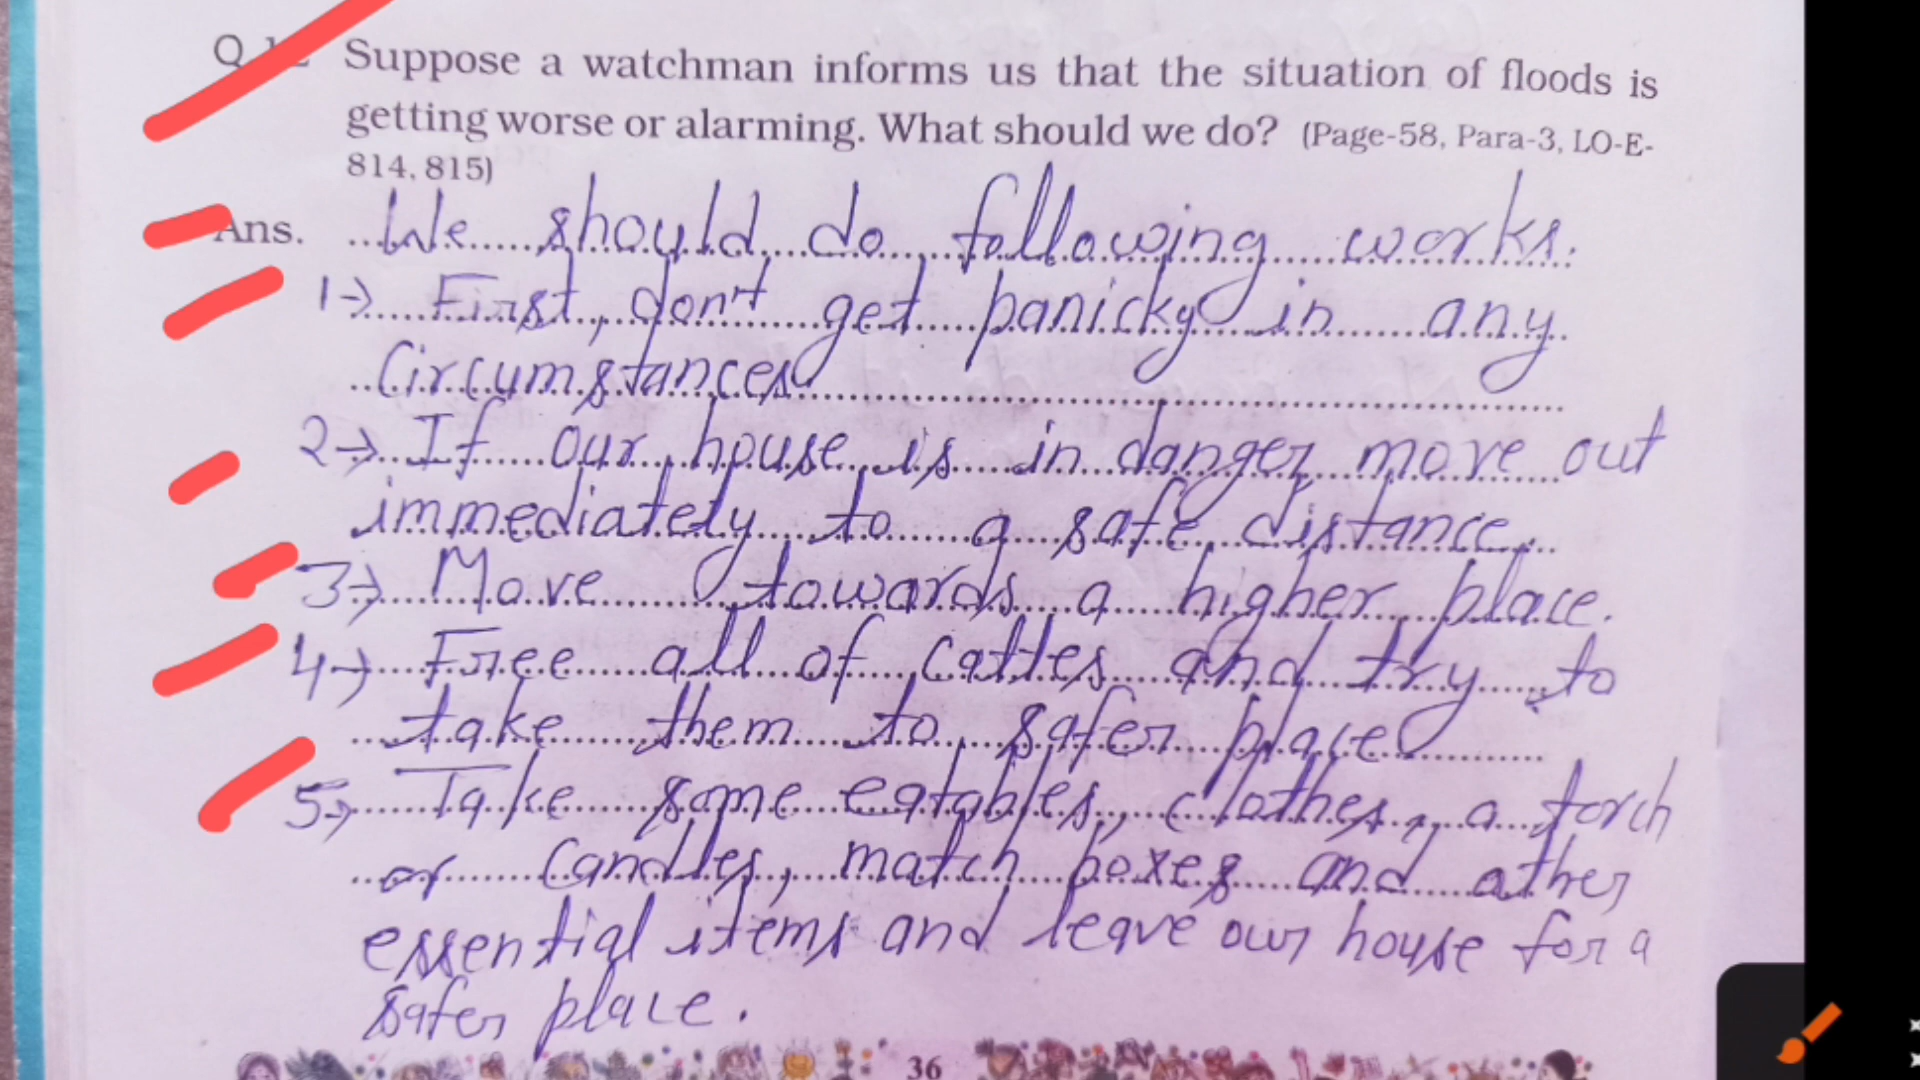 Suppose a watchman informs us that the situation of floods is
getting worse or alarming. What should we do? (Page-58, Para-3, LO-E-
814, 815)
Ans. We should do following works.
1→ First, don't get panicky in any
Circumstances
2→ If our house is in danger move out
immediately to a safe distance.
3→ Move towards a higher place.
4→ Free all of cattes and try to
take them to safer place
5→ Take some eatables, clothes, a torch
or Candles, match boxes and ather
essential items and leave our house for a
safer place.
36